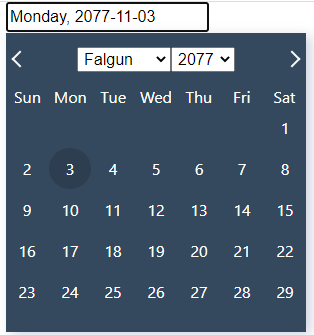 Monday, 2077-11-03
Falgun 2077
Sun Mon Tue Wed Thu Fri Sat
1
2 3 4 5 6 7 8
9 10 11 12 13 14 15
16 17 18 19 20 21 22
23 24 25 26 27 28 29